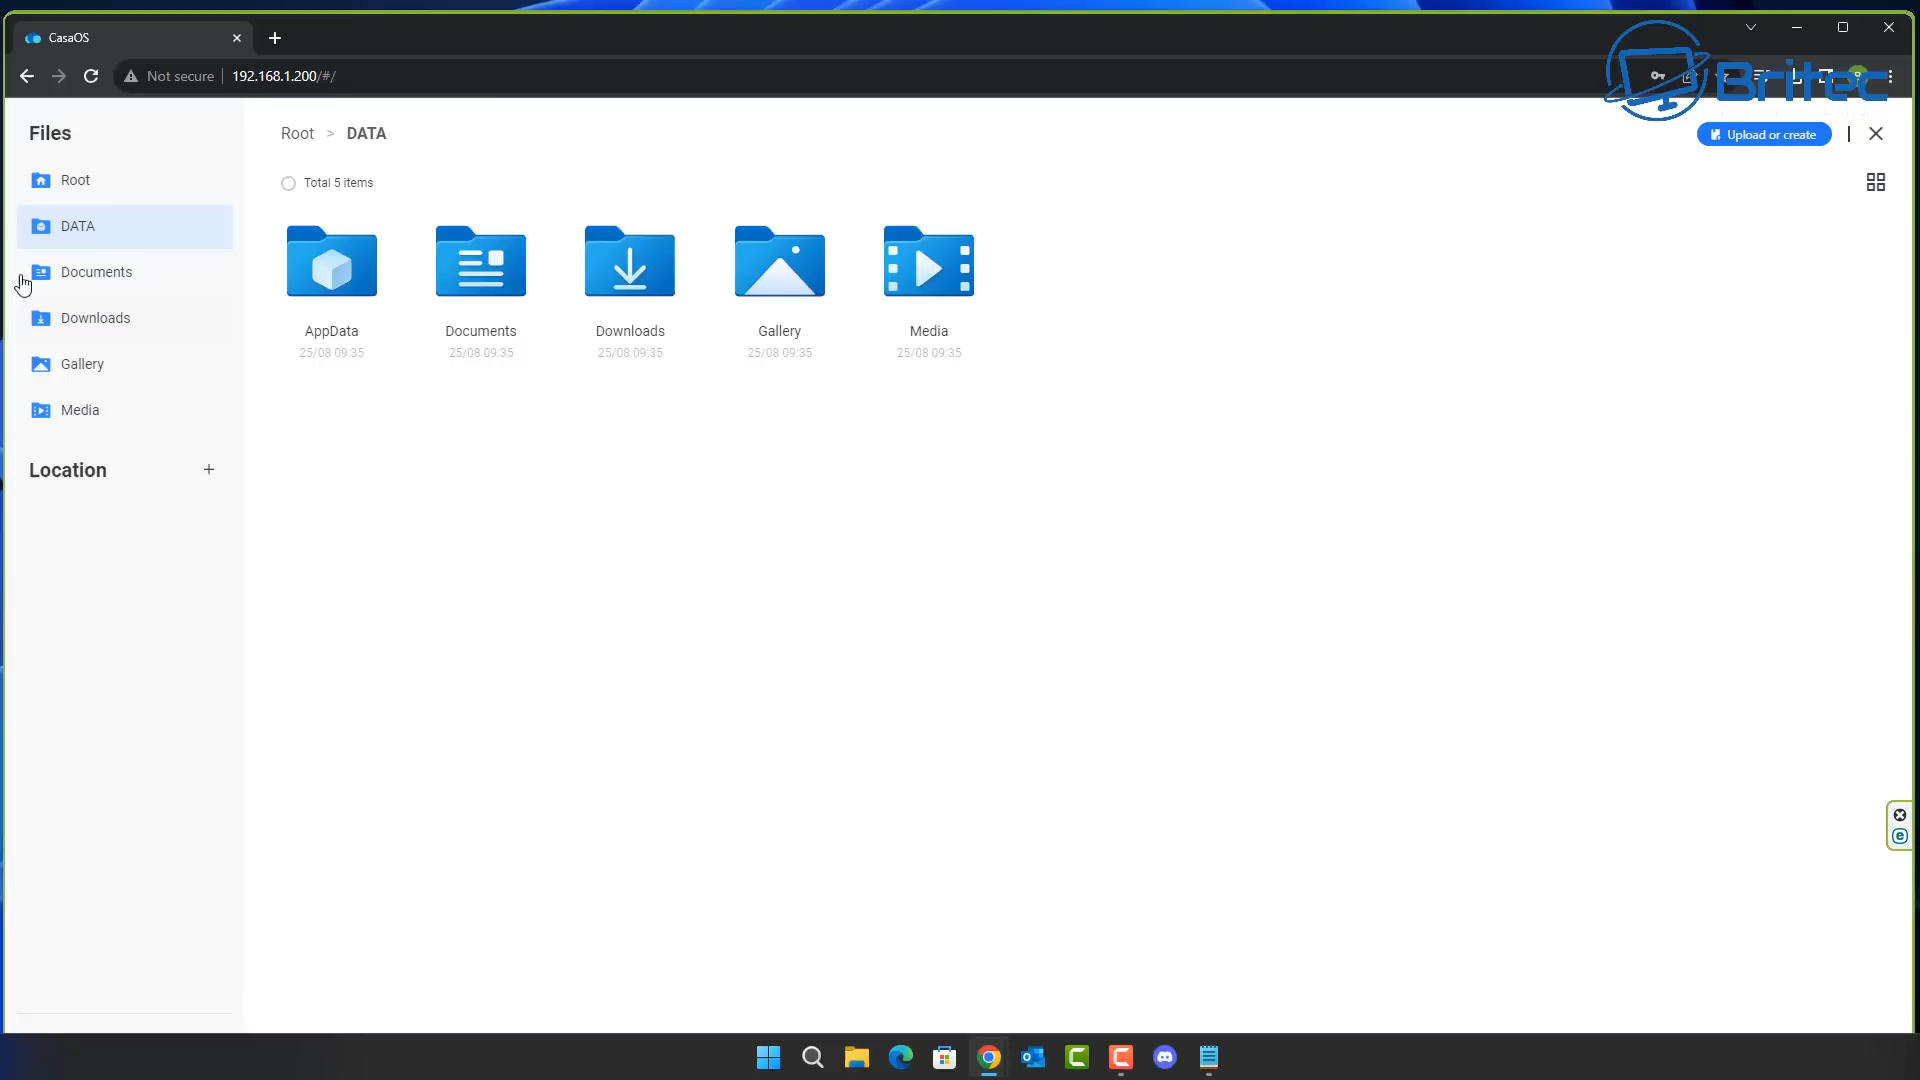 CasaOS
Not secure
192.168.1.200/#/
Britec
Files
Root > DATA
Upload or create
Total 5 items
Root
DATA
Documents
Downloads
Gallery
Media
Location
AppData
25/08 09:35
Documents
25/08 09:35
Downloads
25/08 09:35
Gallery
25/08 09:35
Media
25/08 09:35